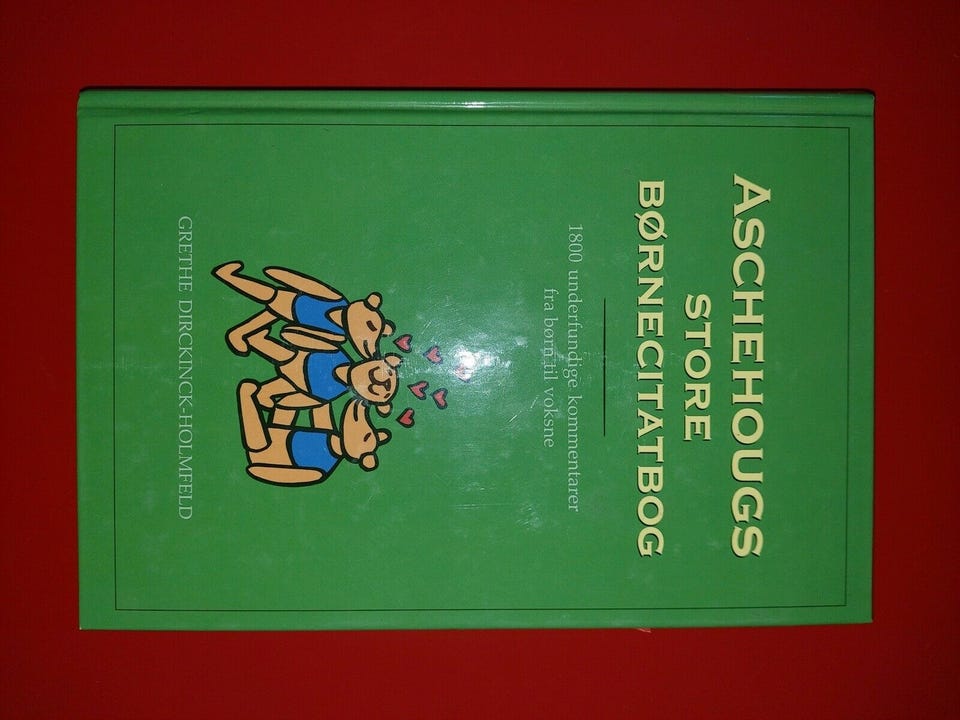 ASCHEHOUGS
STORE
BØRNECITATBOG
1800 underfundige kommentarer
fra børn til voksne
GRETHE DIRCKINCK-HOLMFELD